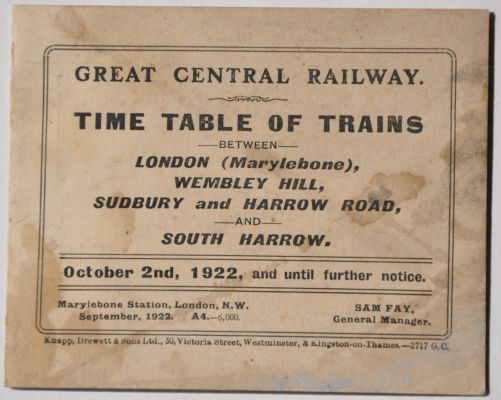 GREAT CENTRAL RAILWAY.
TIME TABLE OF TRAINS
—BETWEEN—
LONDON (Marylebone),
WEMBLEY HILL,
SUDBURY and HARROW ROAD,
—AND—
SOUTH HARROW.
October 2nd, 1922, and until further notice.
Marylebone Station, London, N.W.
September, 1922. A4.—6,000.
SAM FAY,
General Manager.
Knapp, Drewett & Sons Ltd., 30, Victoria Street, Westminster, & Kingston-on-Thames.—2717 G.C.